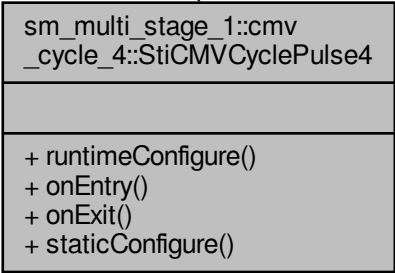 sm_multi_stage_1::cmv
_cycle_4::StiCMVCyclePulse4
+ runtimeConfigure()
+ onEntry()
+ onExit()
+ staticConfigure()